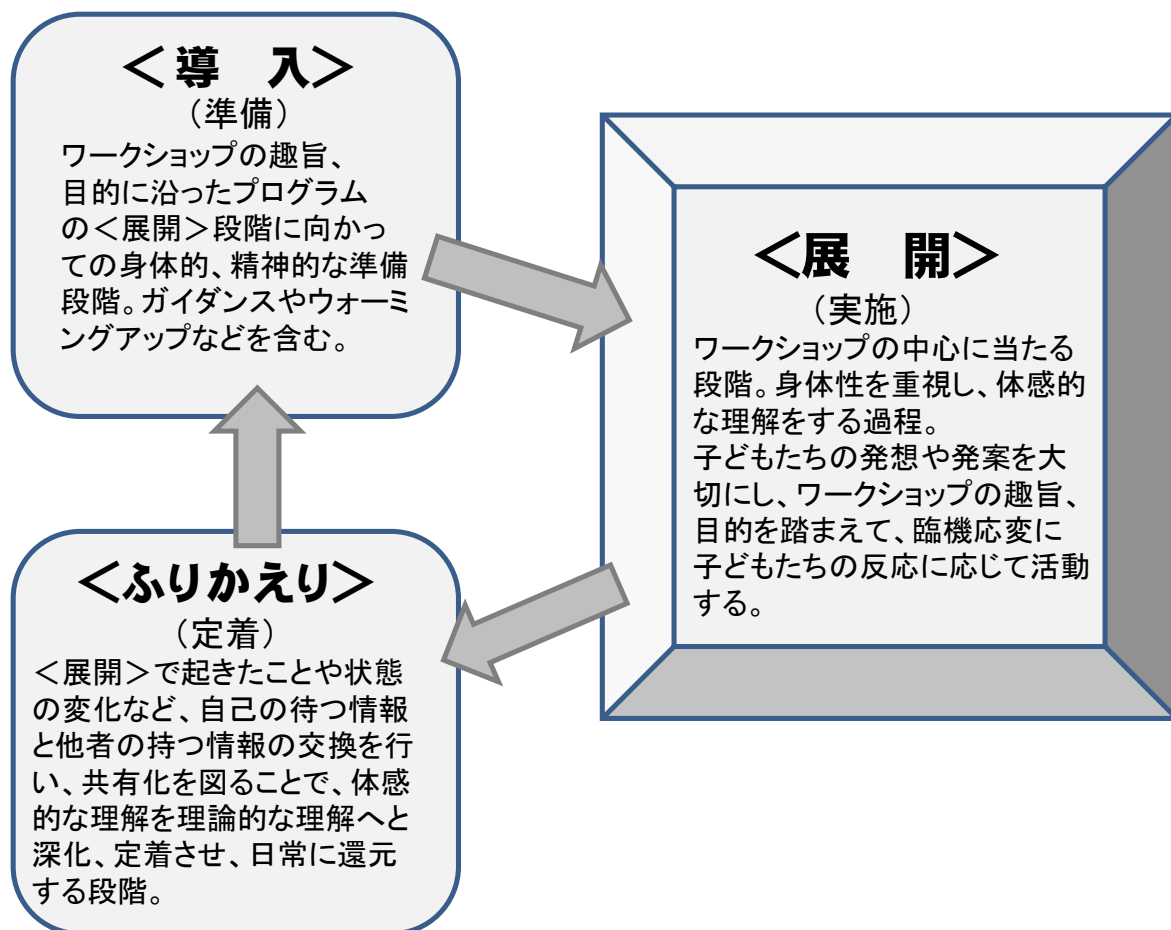 ＜導　入＞
（準備）
ワークショップの趣旨、
目的に沿ったプログラム
の＜展開＞段階に向かっ
ての身体的、精神的な準備
段階。ガイダンスやウォーミ
ングアップなどを含む。
＜展　開＞
（実施）
ワークショップの中心に当たる
段階。身体性を重視し、体感的
な理解をする過程。
子どもたちの発想や発案を大
切にし、ワークショップの趣旨、
目的を踏まえて、臨機応変に
子どもたちの反応に応じて活動
する。
＜ふりかえり＞
（定着）
＜展開＞で起きたことや状態
の変化など、自己の待つ情報
と他者の持つ情報の交換を行
い、共有化を図ることで、体感
的な理解を理論的な理解へと
深化、定着させ、日常に還元
する段階。